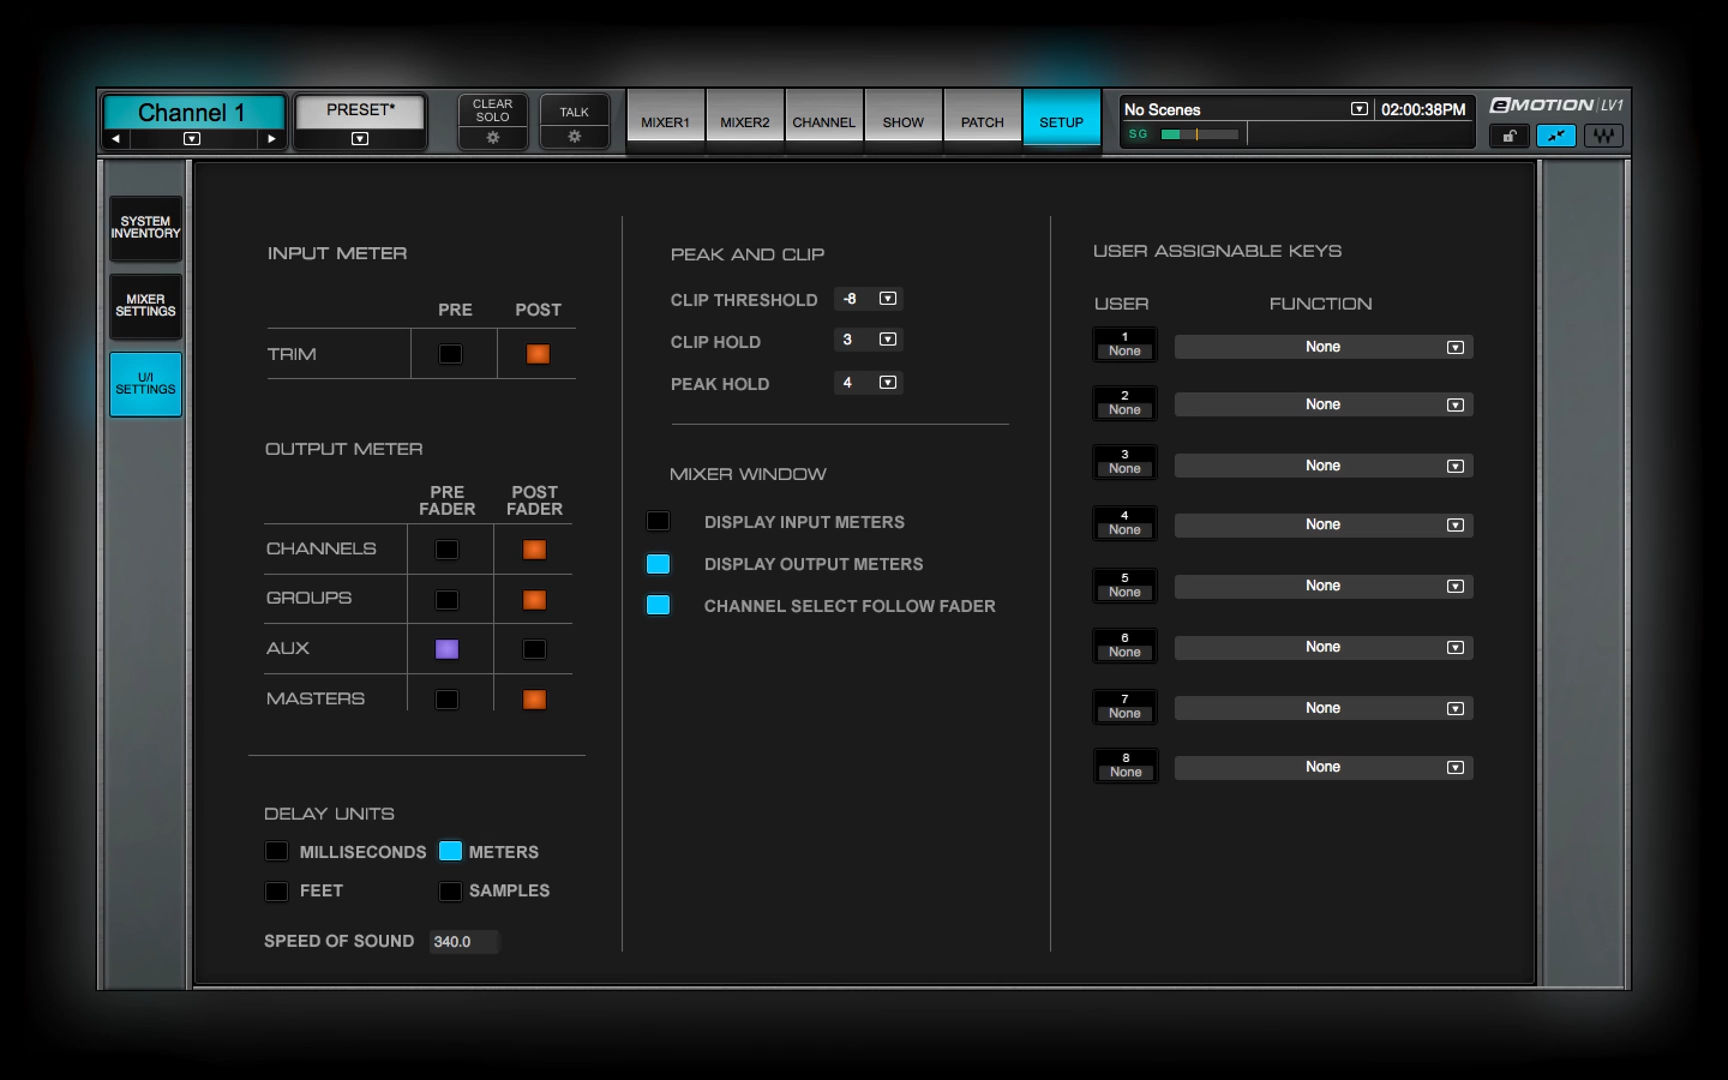 Channel 1
PRESET*
CLEAR
SOLO
TALK
MIXER1
MIXER2
CHANNEL
SHOW
PATCH
SETUP
No Scenes
02:00:38PM
SG
eMOTION LV1
SYSTEM
INVENTORY
MIXER
SETTINGS
U/I
SETTINGS
INPUT METER
PRE POST
TRIM
OUTPUT METER
PRE
FADER
POST
FADER
CHANNELS
GROUPS
AUX
MASTERS
DELAY UNITS
MILLISECONDS METERS
FEET SAMPLES
SPEED OF SOUND 340.0
PEAK AND CLIP
CLIP THRESHOLD -8
CLIP HOLD 3
PEAK HOLD 4
MIXER WINDOW
DISPLAY INPUT METERS
DISPLAY OUTPUT METERS
CHANNEL SELECT FOLLOW FADER
USER ASSIGNABLE KEYS
USER FUNCTION
1
None None
2
None None
3
None None
4
None None
5
None None
6
None None
7
None None
8
None None